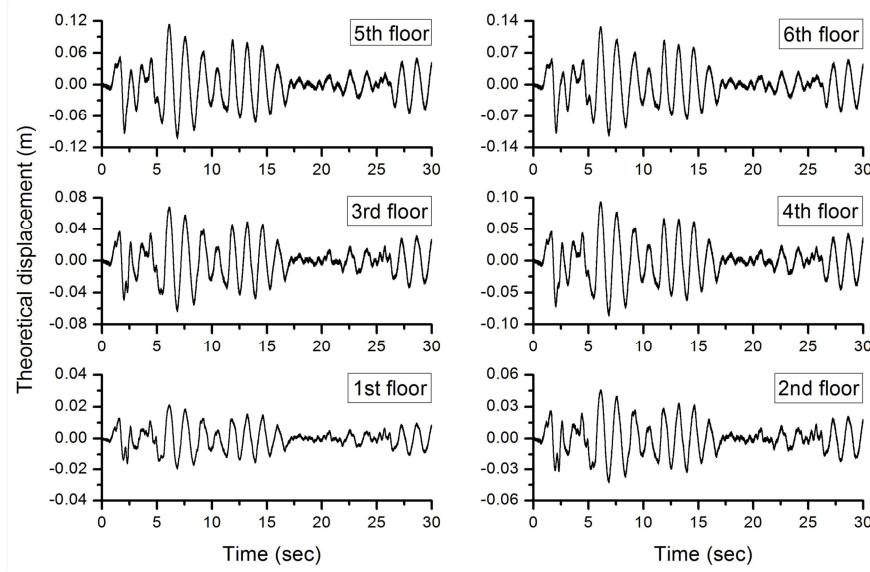 Theoretical displacement (m)
5th floor
0.12
0.06
0.00
-0.06
-0.12
0 5 10 15 20 25 30
6th floor
0.14
0.07
0.00
-0.07
-0.14
0 5 10 15 20 25 30
3rd floor
0.08
0.04
0.00
-0.04
-0.08
0 5 10 15 20 25 30
4th floor
0.10
0.05
0.00
-0.05
-0.10
0 5 10 15 20 25 30
1st floor
0.04
0.02
0.00
-0.02
-0.04
0 5 10 15 20 25 30
Time (sec)
2nd floor
0.06
0.03
0.00
-0.03
-0.06
0 5 10 15 20 25 30
Time (sec)